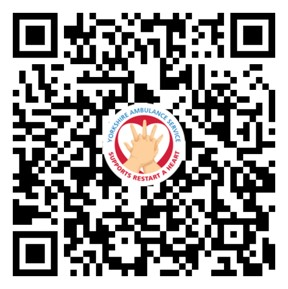 YORKSHIRE AMBULANCE SERVICE
SUPPORTS RESTART A HEART